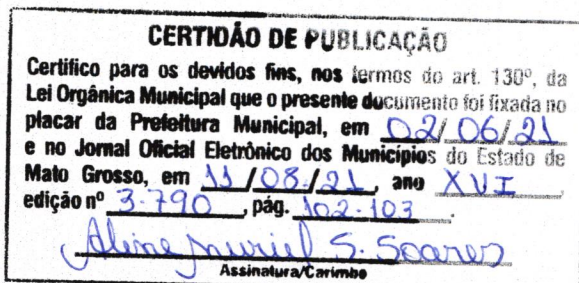 CERTIDÃO DE PUBLICAÇÃO
Certifico para os devidos fins, nos termos do art. 130º, da
Lei Orgânica Municipal que o presente documento foi fixada no
placar da Prefeitura Municipal, em 02/06/21
e no Jornal Oficial Eletrônico dos Municípios do Estado de
Mato Grosso, em 11/08/21, ano XVI,
edição nº 3.790, pág. 102-103.
Aline Muriel S. Soares
Assinatura/Carimbo